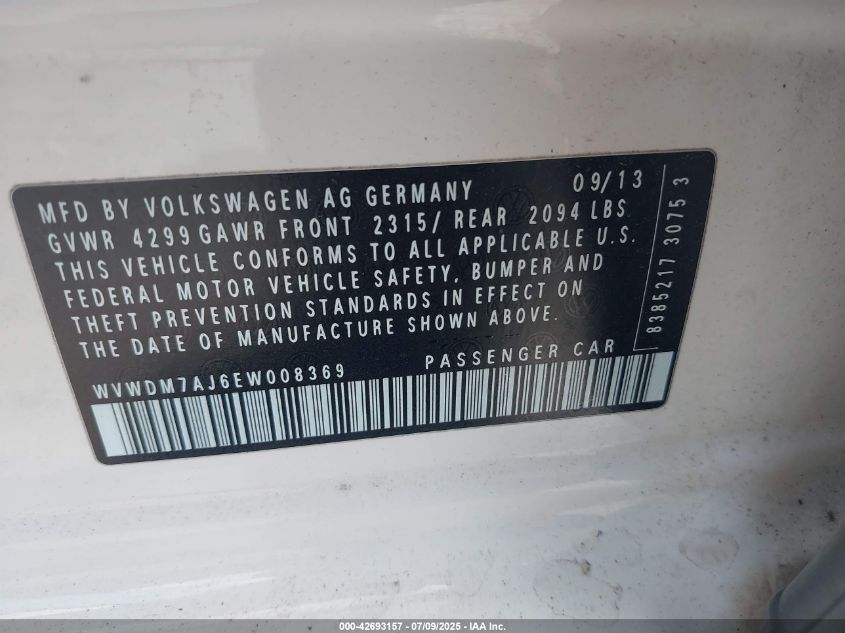 MFD BY VOLKSWAGEN AG GERMANY 09/13
GVWR 4299 GAWR FRONT 2315/ REAR 2094 LBS
THIS VEHICLE CONFORMS TO ALL APPLICABLE U.S.
FEDERAL MOTOR VEHICLE SAFETY, BUMPER AND
THEFT PREVENTION STANDARDS IN EFFECT ON
THE DATE OF MANUFACTURE SHOWN ABOVE.
WVWDM7AJ6EW008369 PASSENGER CAR
8385217 3075 3
000-42693157 - 07/09/2025 - IAA Inc.